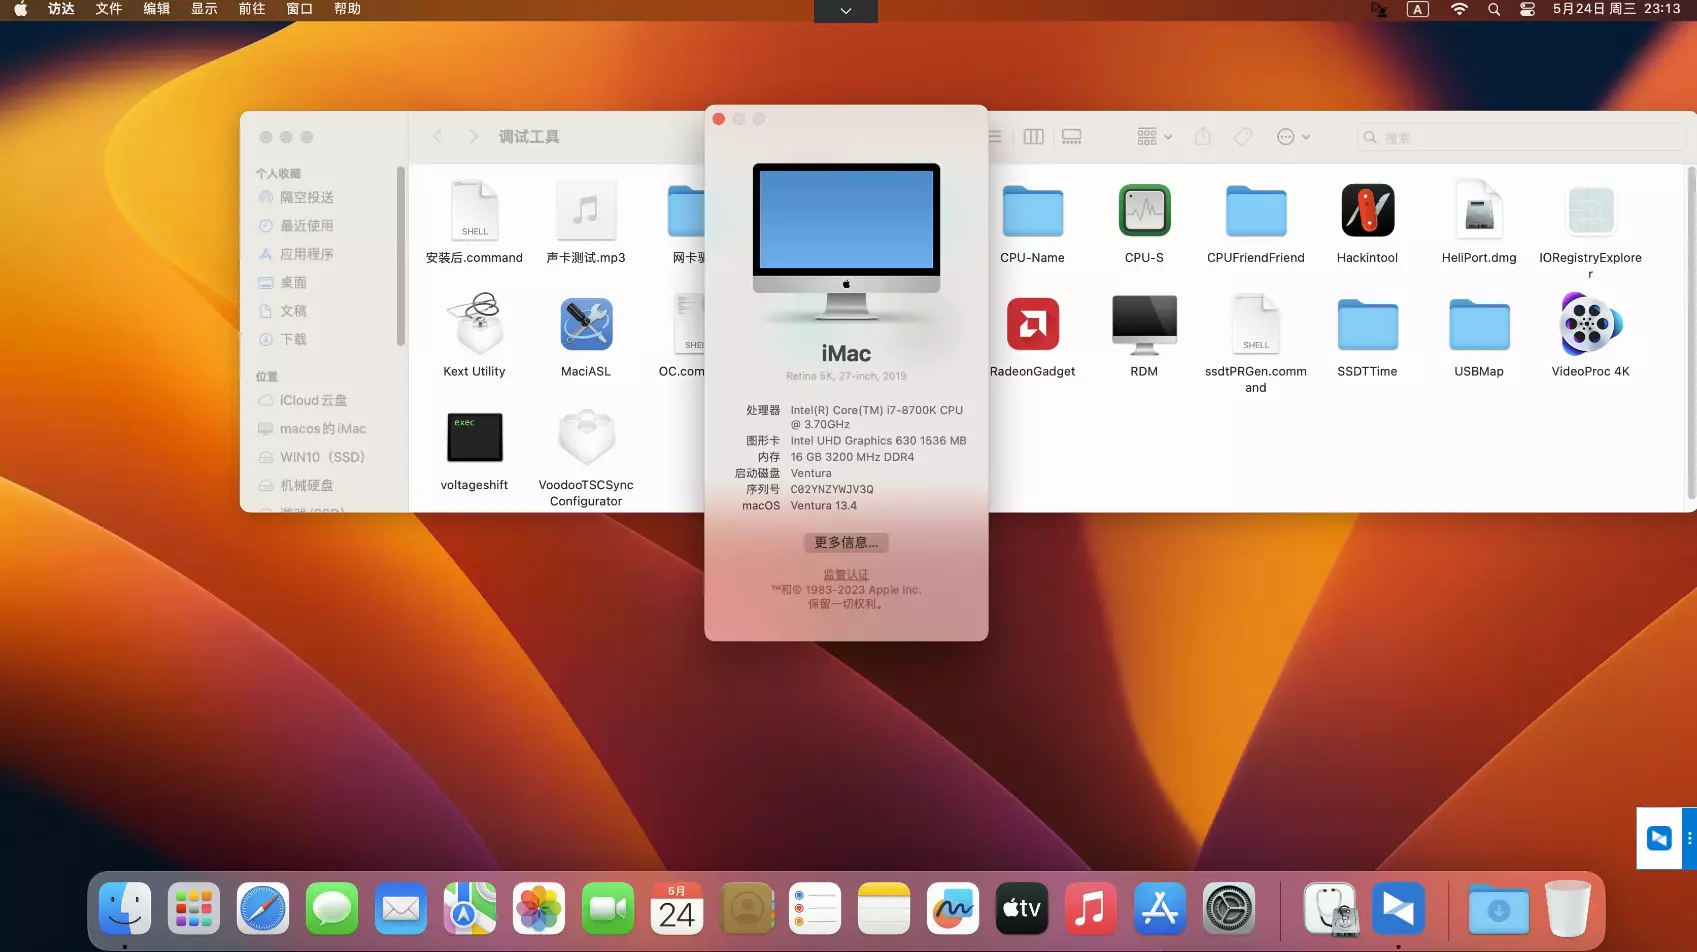 访达 文件 编辑 显示 前往 窗口 帮助
A 5月24日 周三 23:13
调试工具
搜索
个人收藏
隔空投送
最近使用
应用程序
桌面
文稿
下载
位置
iCloud 云盘
macos 的 iMac
WIN10（SSD）
机械硬盘
SHELL
安装后.command
声卡测试.mp3
网卡
CPU-Name
CPU-S
CPUFriendFriend
Hackintool
HeliPort.dmg
IORegistryExplore
r
Kext Utility
MaciASL
SHEL
OC.com
RadeonGadget
RDM
SHELL
ssdtPRGen.comm
and
SSDTTime
USBMap
VideoProc 4K
exec
voltageshift
VoodooTSCSync
Configurator
iMac
Retina 5K, 27-inch, 2019
处理器 Intel(R) Core(TM) i7-8700K CPU
@ 3.70GHz
图形卡 Intel UHD Graphics 630 1536 MB
内存 16 GB 3200 MHz DDR4
启动磁盘 Ventura
序列号 C02YNZYWJV3Q
macOS Ventura 13.4
更多信息...
监管认证
™和© 1983-2023 Apple Inc.
保留一切权利。
5月
24
tv